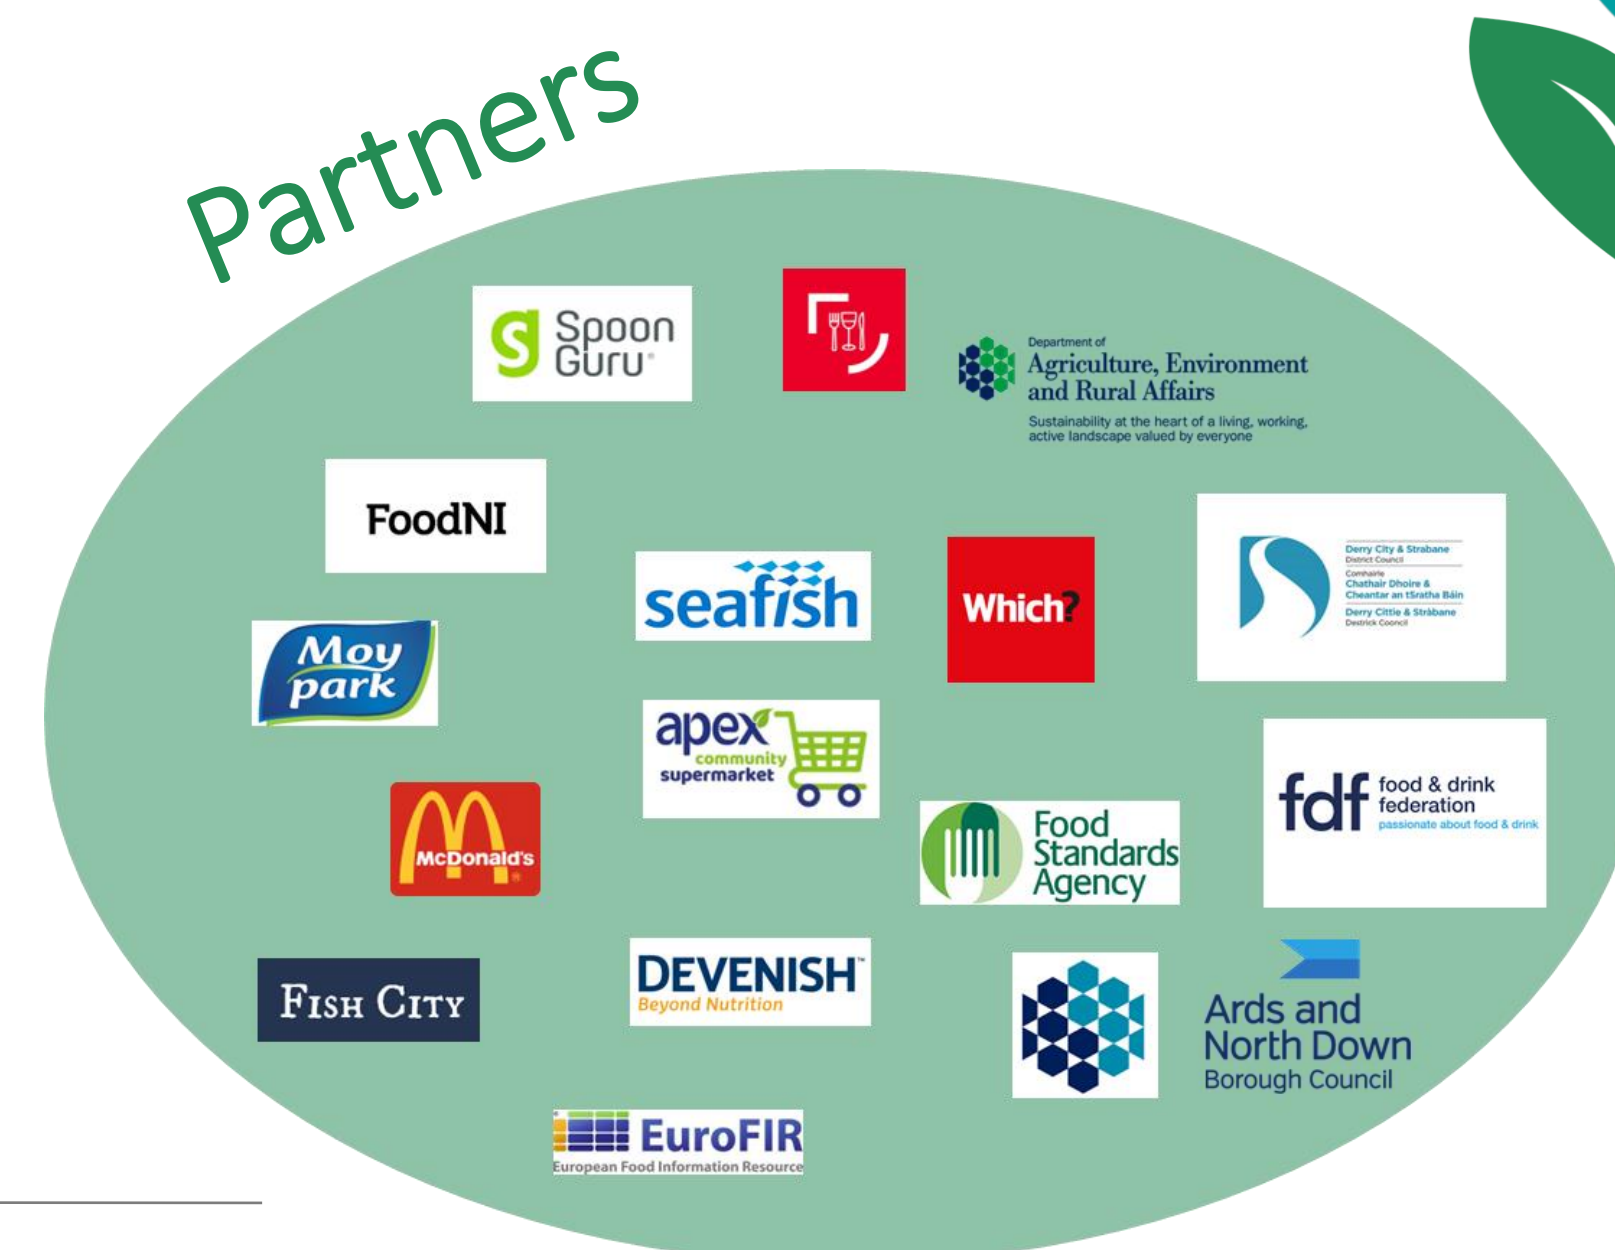 Partners
Spoon
Guru®
Department of
Agriculture, Environment
and Rural Affairs
Sustainability at the heart of a living, working,
active landscape valued by everyone
FoodNI
seafish
Which?
Derry City & Strabane
District Council
Comhairle
Chathair Dhoire &
Cheantar an tSratha Báin
Derry Cittie & Stràbane
Destrick Cooncil
Moy
park
apex
community
supermarket
McDonald's
®
Food
Standards
Agency
fdf
food & drink
federation
passionate about food & drink
FISH CITY
DEVENISH™
Beyond Nutrition
Ards and
North Down
Borough Council
EuroFIR
European Food Information Resource